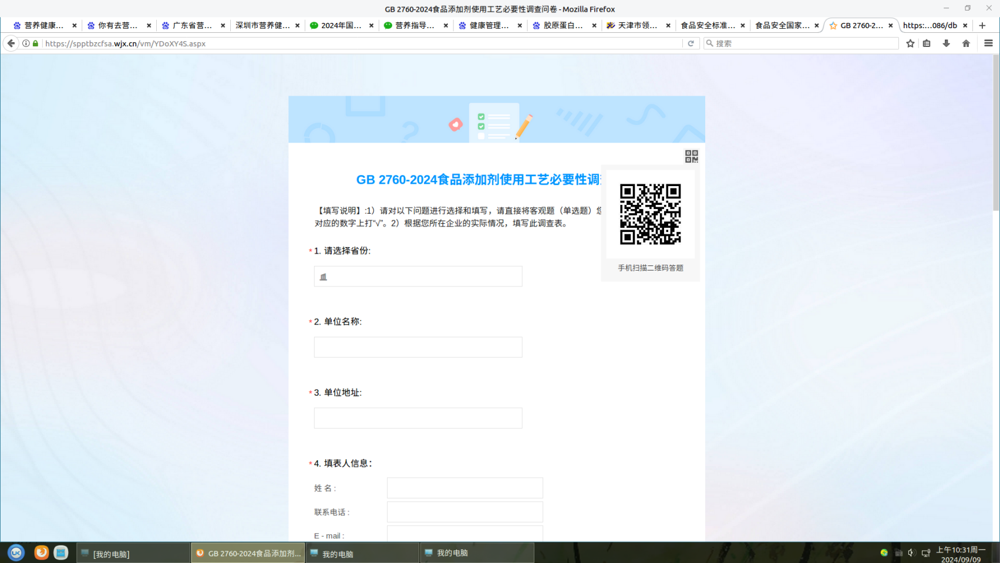 GB 2760-2024食品添加剂使用工艺必要性调查问卷 - Mozilla Firefox
营养健康...
你有去营...
广东省营...
深圳市营养健...
2024年国...
营养指导...
健康管理...
胶原蛋白...
天津市领...
食品安全标准...
食品安全国家...
GB 2760-2...
https:...086/db
https://spptbzcfsa.wjx.cn/vm/YDoXY4S.aspx
搜索
GB 2760-2024食品添加剂使用工艺必要性调
【填写说明】:1）请对以下问题进行选择和填写，请直接将客观题（单选题）您
对应的数字上打“√”。2）根据您所在企业的实际情况，填写此调查表。
手机扫描二维码答题
* 1. 请选择省份:
* 2. 单位名称:
* 3. 单位地址:
* 4. 填表人信息：
姓 名 :
联系电话 :
E - mail :
[我的电脑]
GB 2760-2024食品添加剂...
我的电脑
我的电脑
上午10:31周一
2024/09/09